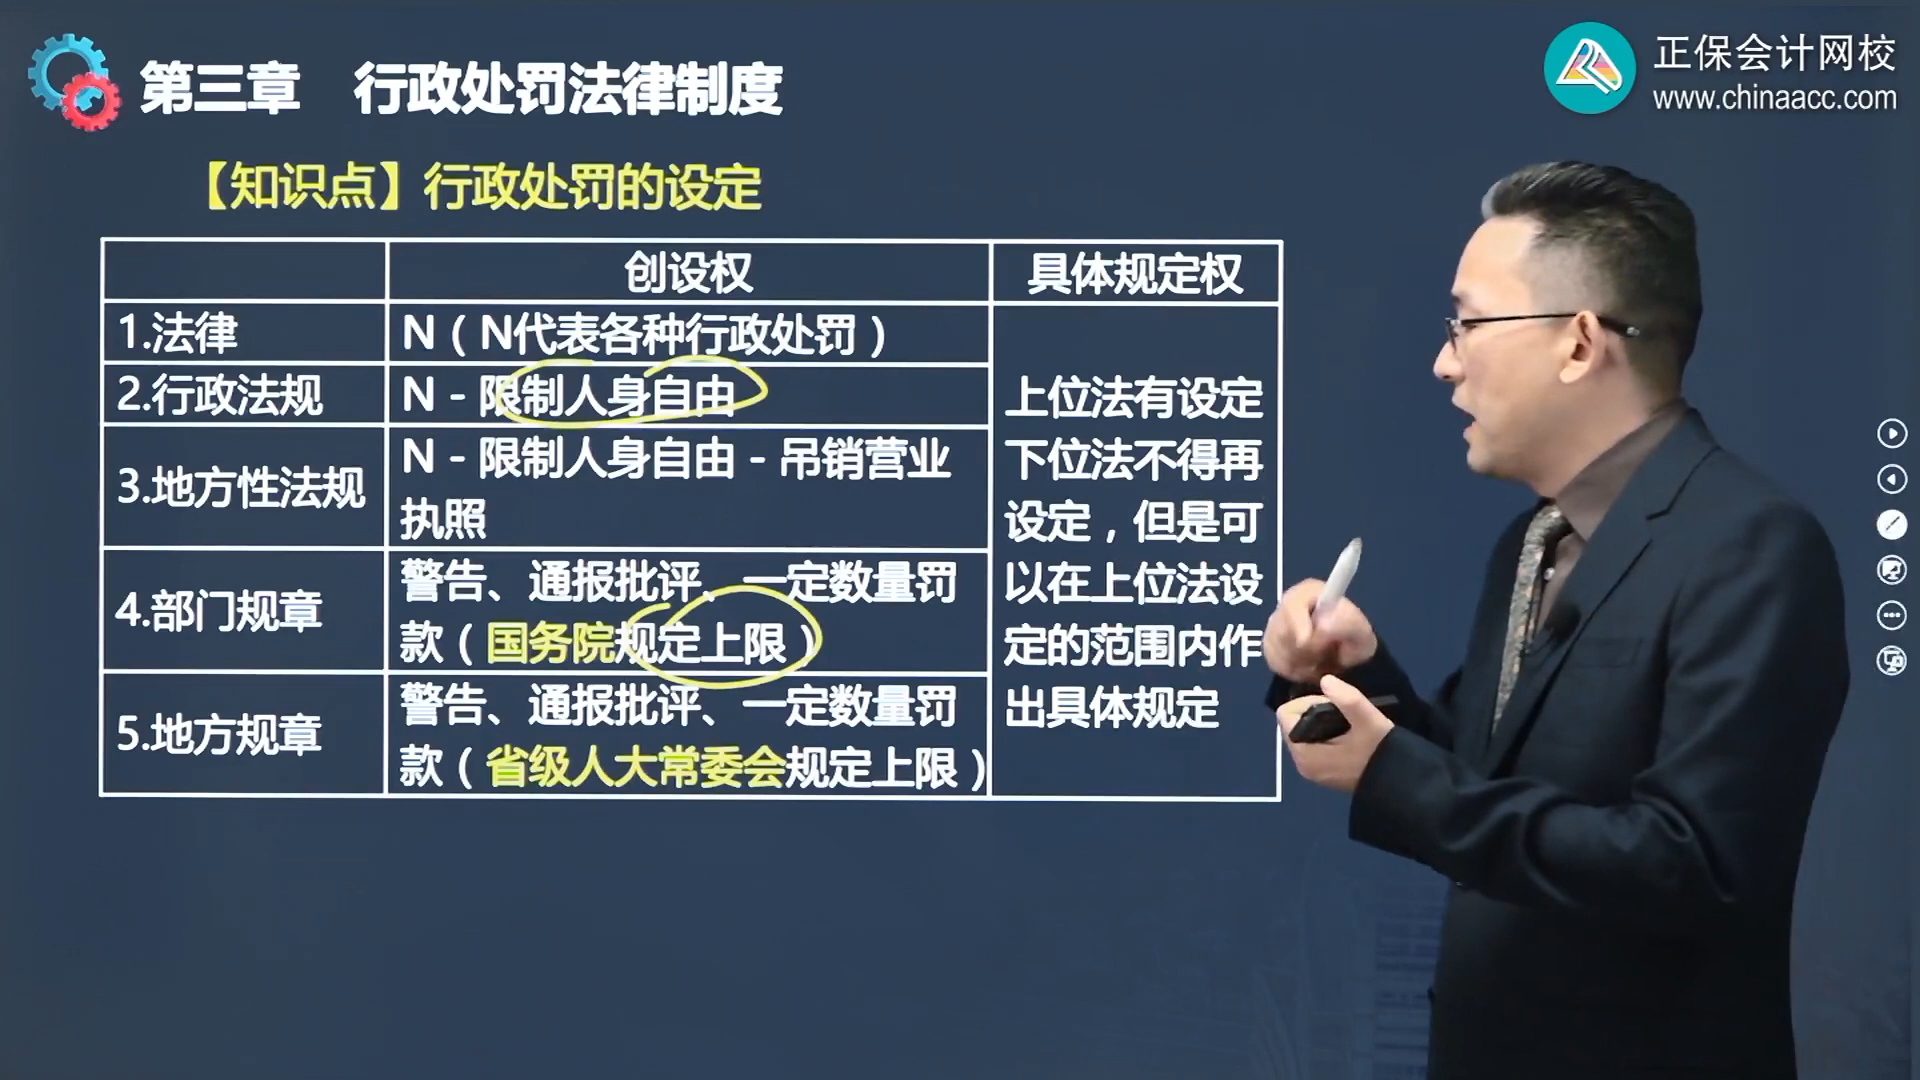 第三章 行政处罚法律制度
正保会计网校
www.chinaacc.com
【知识点】行政处罚的设定
创设权
具体规定权
1.法律
N（N代表各种行政处罚）
2.行政法规
N－限制人身自由
3.地方性法规
N－限制人身自由－吊销营业
执照
4.部门规章
警告、通报批评、一定数量罚
款（国务院规定上限）
5.地方规章
警告、通报批评、一定数量罚
款（省级人大常委会规定上限）
上位法有设定
下位法不得再
设定，但是可
以在上位法设
定的范围内作
出具体规定